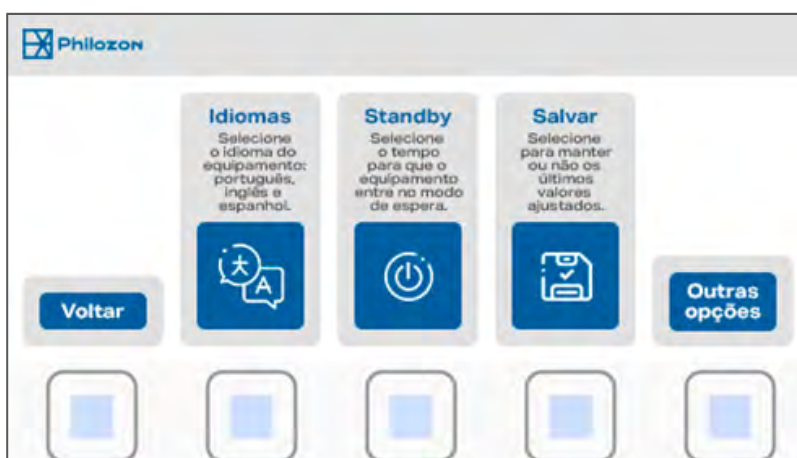 Philozon
Idiomas
Selecione
o idioma do
equipamento:
português,
inglês e
espanhol.
Standby
Selecione
o tempo
para que o
equipamento
entre no modo
de espera.
Salvar
Selecione
para manter
ou não os
últimos
valores
ajustados.
Voltar
Outras
opções